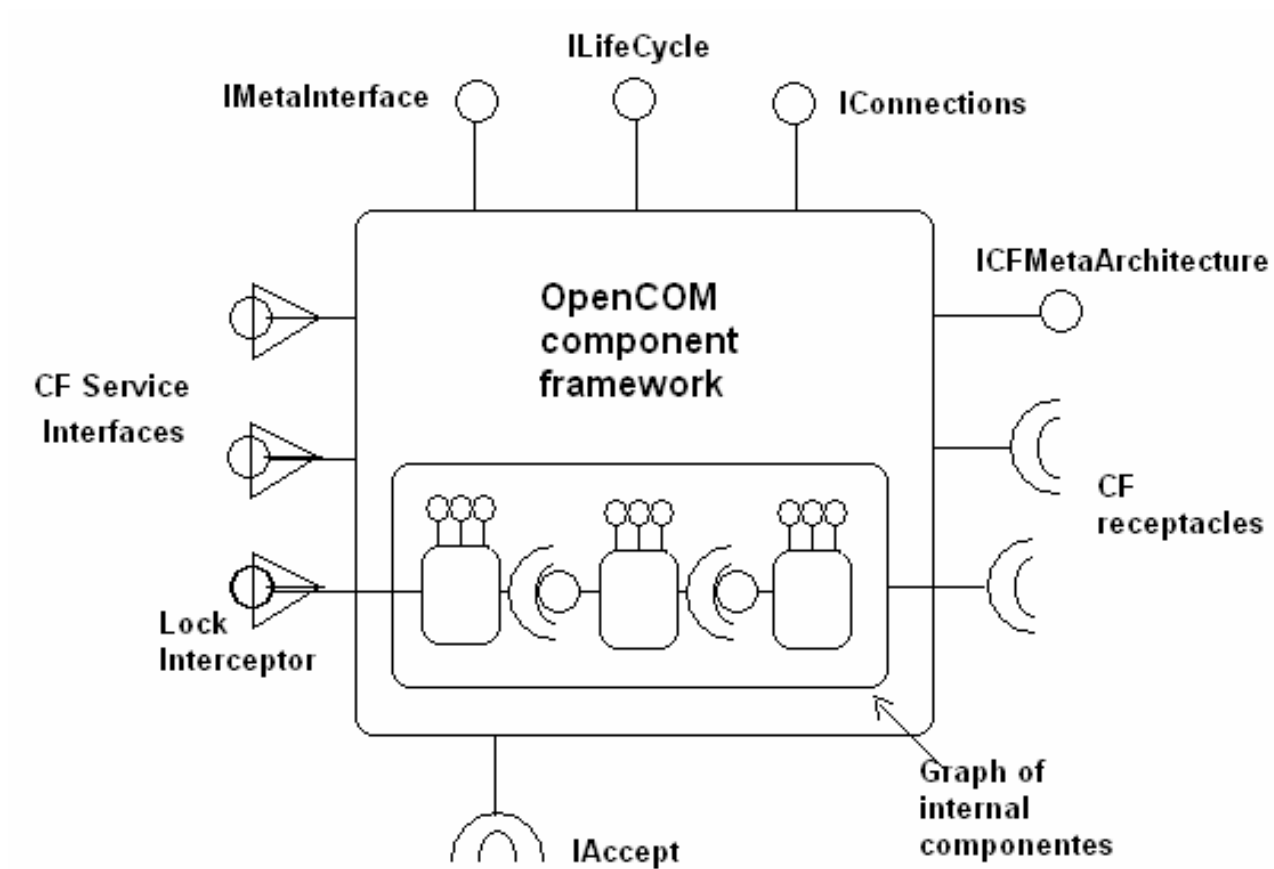 ILifeCycle
IMetaInterface
IConnections
ICFMetaArchitecture
OpenCOM
component
framework
CF Service
Interfaces
CF
receptacles
Lock
Interceptor
Graph of
internal
componentes
IAccept